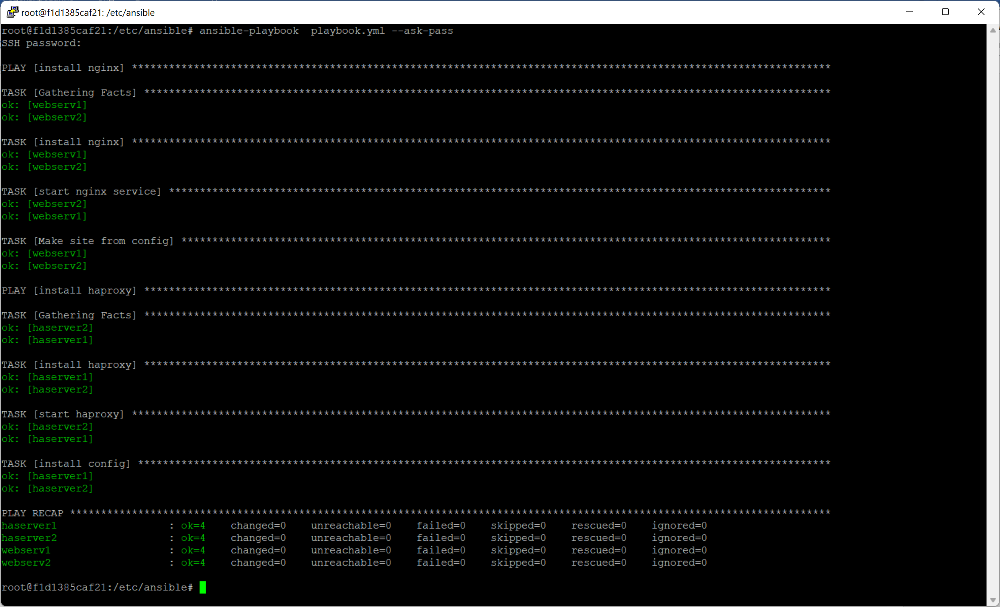 root@f1d1385caf21: /etc/ansible
root@f1d1385caf21:/etc/ansible# ansible-playbook  playbook.yml --ask-pass
SSH password:
PLAY [install nginx] *****************************************************************************************************************
TASK [Gathering Facts] ***************************************************************************************************************
ok: [webserv1]
ok: [webserv2]
TASK [install nginx] *****************************************************************************************************************
ok: [webserv1]
ok: [webserv2]
TASK [start nginx service] ***********************************************************************************************************
ok: [webserv2]
ok: [webserv1]
TASK [Make site from config] *********************************************************************************************************
ok: [webserv1]
ok: [webserv2]
PLAY [install haproxy] ***************************************************************************************************************
TASK [Gathering Facts] ***************************************************************************************************************
ok: [haserver2]
ok: [haserver1]
TASK [install haproxy] ***************************************************************************************************************
ok: [haserver1]
ok: [haserver2]
TASK [start haproxy] *****************************************************************************************************************
ok: [haserver2]
ok: [haserver1]
TASK [install config] ****************************************************************************************************************
ok: [haserver1]
ok: [haserver2]
PLAY RECAP ***************************************************************************************************************************
haserver1                  : ok=4    changed=0    unreachable=0    failed=0    skipped=0    rescued=0    ignored=0
haserver2                  : ok=4    changed=0    unreachable=0    failed=0    skipped=0    rescued=0    ignored=0
webserv1                   : ok=4    changed=0    unreachable=0    failed=0    skipped=0    rescued=0    ignored=0
webserv2                   : ok=4    changed=0    unreachable=0    failed=0    skipped=0    rescued=0    ignored=0
root@f1d1385caf21:/etc/ansible#